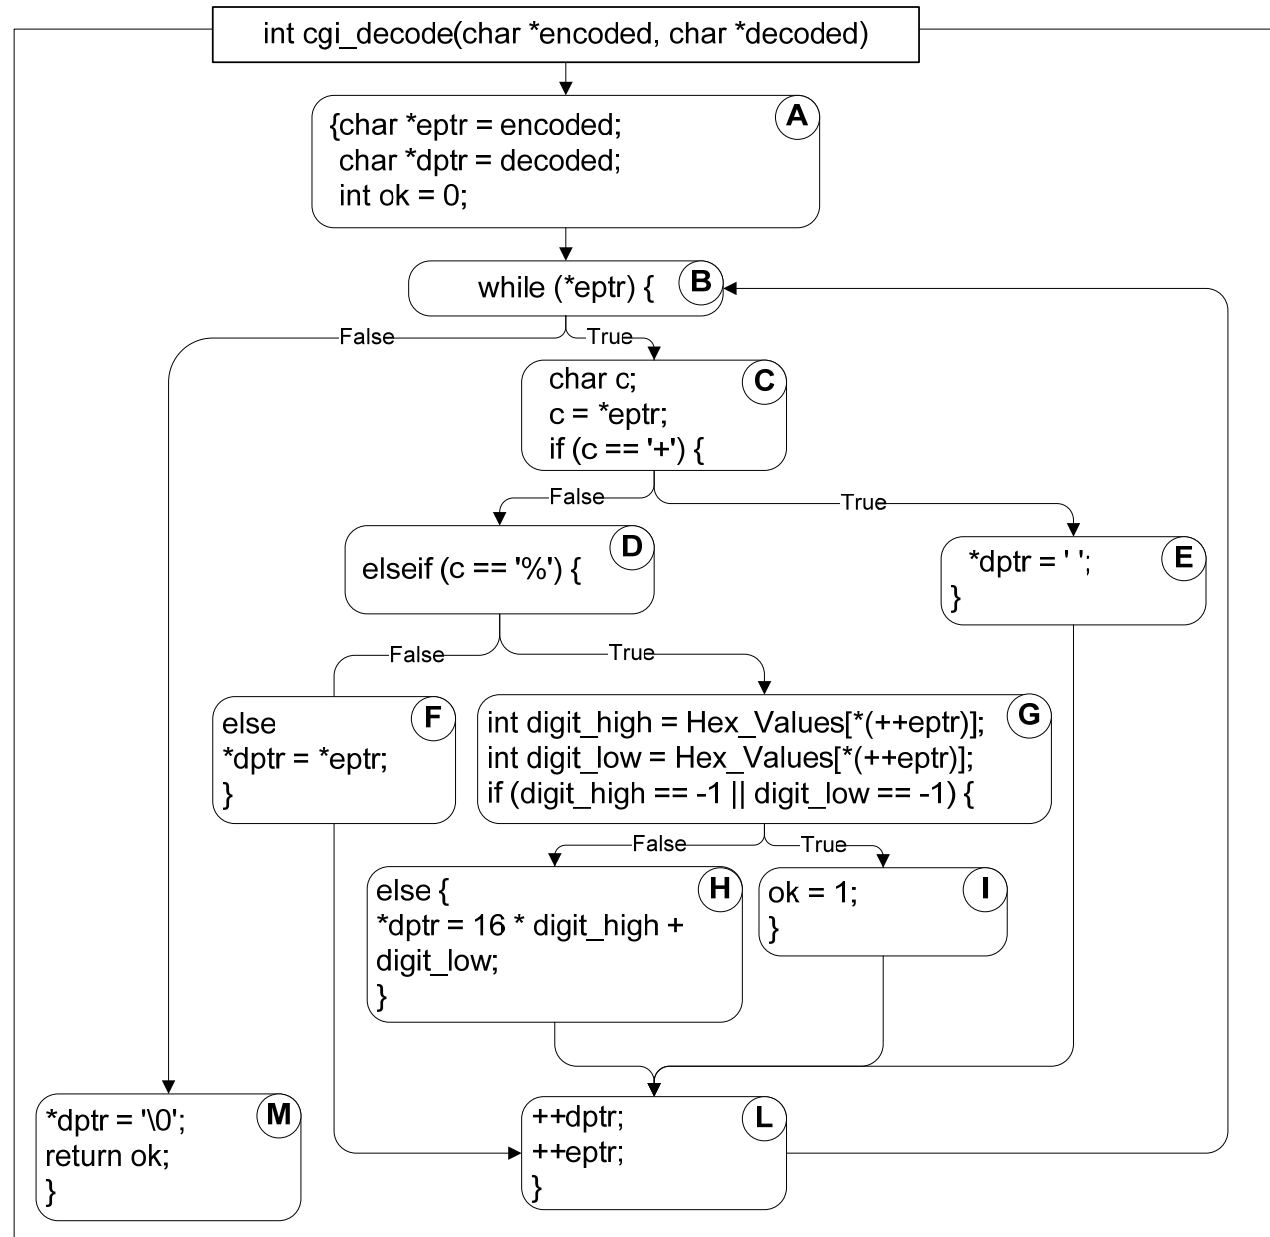 int cgi_decode(char *encoded, char *decoded)
A
{char *eptr = encoded;
char *dptr = decoded;
int ok = 0;
while (*eptr) {
B
False
True
char c;
C
c = *eptr;
if (c == '+') {
False
True
elseif (c == '%') {
D
*dptr = ' ';
E
}
False
True
else
F
*dptr = *eptr;
}
int digit_high = Hex_Values[*(++eptr)];
G
int digit_low = Hex_Values[*(++eptr)];
if (digit_high == -1 || digit_low == -1) {
False
True
else {
H
*dptr = 16 * digit_high +
digit_low;
}
ok = 1;
I
}
*dptr = '\0';
M
return ok;
}
++dptr;
L
++eptr;
}